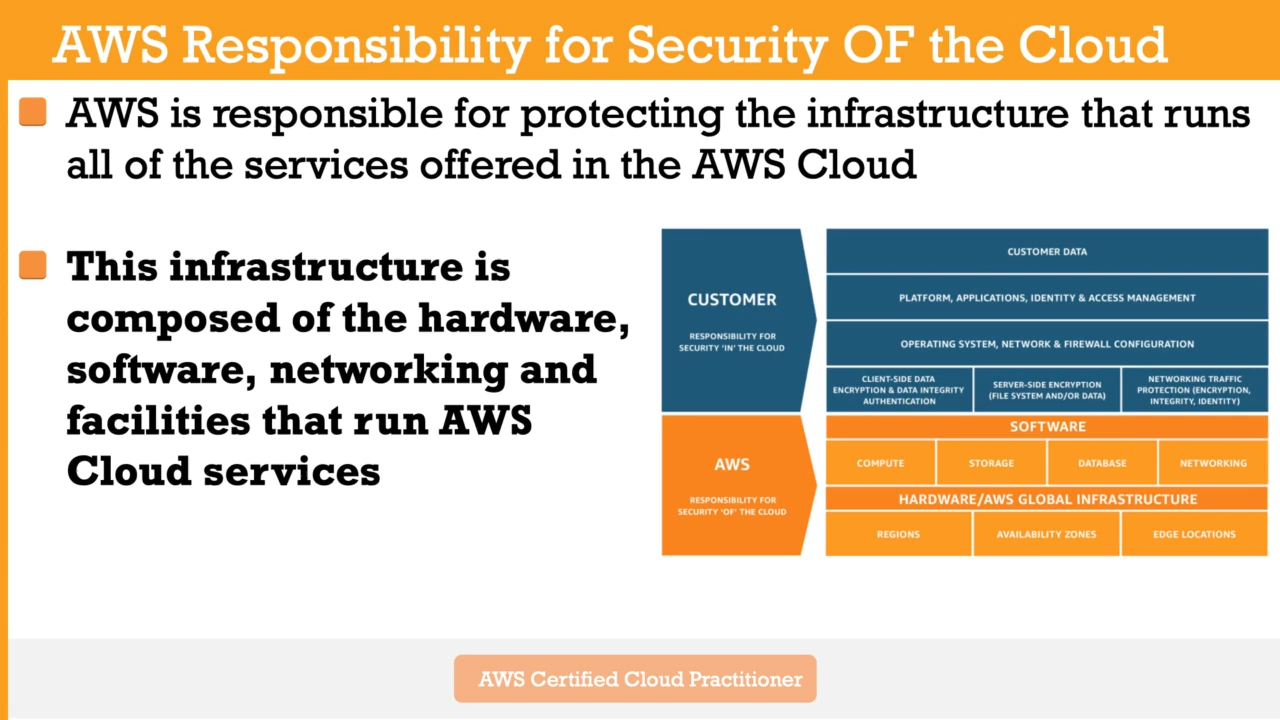 AWS Responsibility for Security OF the Cloud
AWS is responsible for protecting the infrastructure that runs
all of the services offered in the AWS Cloud
This infrastructure is
composed of the hardware,
software, networking and
facilities that run AWS
Cloud services
CUSTOMER
RESPONSIBILITY FOR
SECURITY ‘IN’ THE CLOUD
CUSTOMER DATA
PLATFORM, APPLICATIONS, IDENTITY & ACCESS MANAGEMENT
OPERATING SYSTEM, NETWORK & FIREWALL CONFIGURATION
CLIENT-SIDE DATA
ENCRYPTION & DATA INTEGRITY
AUTHENTICATION
SERVER-SIDE ENCRYPTION
(FILE SYSTEM AND/OR DATA)
NETWORKING TRAFFIC
PROTECTION (ENCRYPTION,
INTEGRITY, IDENTITY)
AWS
RESPONSIBILITY FOR
SECURITY ‘OF’ THE CLOUD
SOFTWARE
COMPUTE
STORAGE
DATABASE
NETWORKING
HARDWARE/AWS GLOBAL INFRASTRUCTURE
REGIONS
AVAILABILITY ZONES
EDGE LOCATIONS
AWS Certified Cloud Practitioner